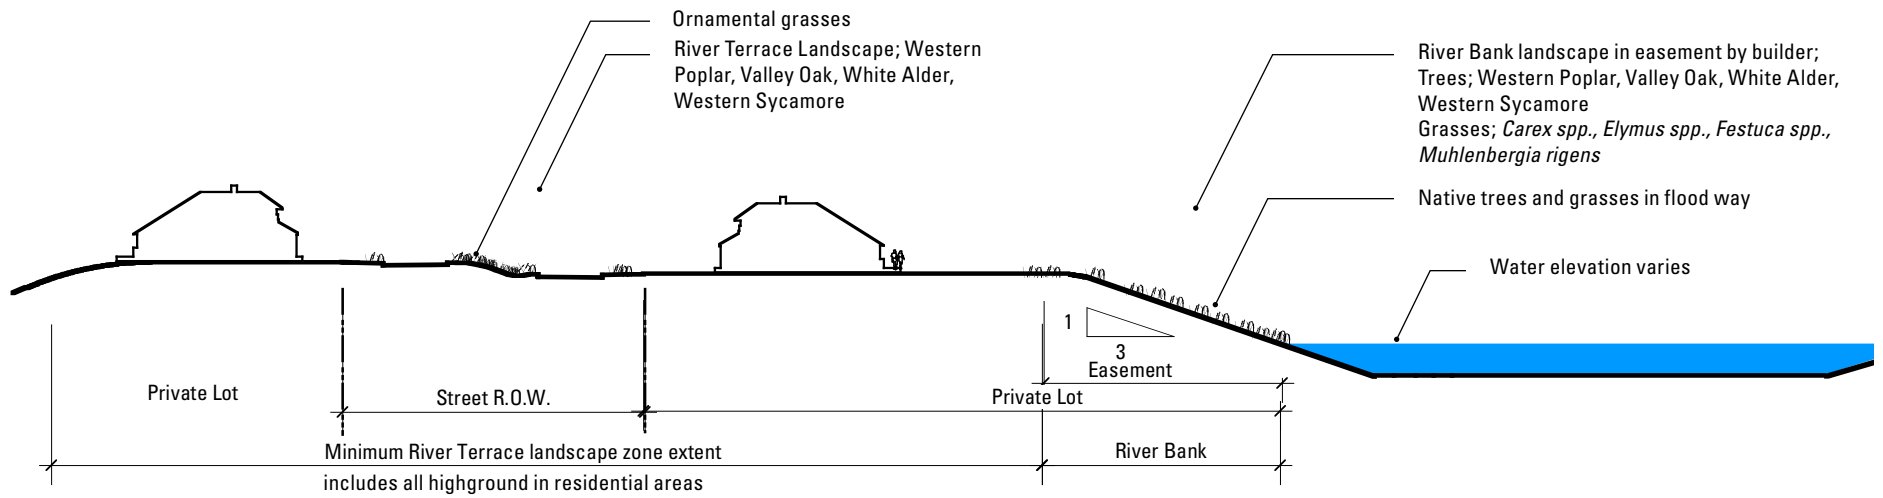 Ornamental grasses
River Terrace Landscape; Western
Poplar, Valley Oak, White Alder,
Western Sycamore
River Bank landscape in easement by builder;
Trees; Western Poplar, Valley Oak, White Alder,
Western Sycamore
Grasses; Carex spp., Elymus spp., Festuca spp.,
Muhlenbergia rigens
Native trees and grasses in flood way
Water elevation varies
1
3
Easement
Private Lot
Street R.O.W.
Private Lot
Minimum River Terrace landscape zone extent
includes all highground in residential areas
River Bank